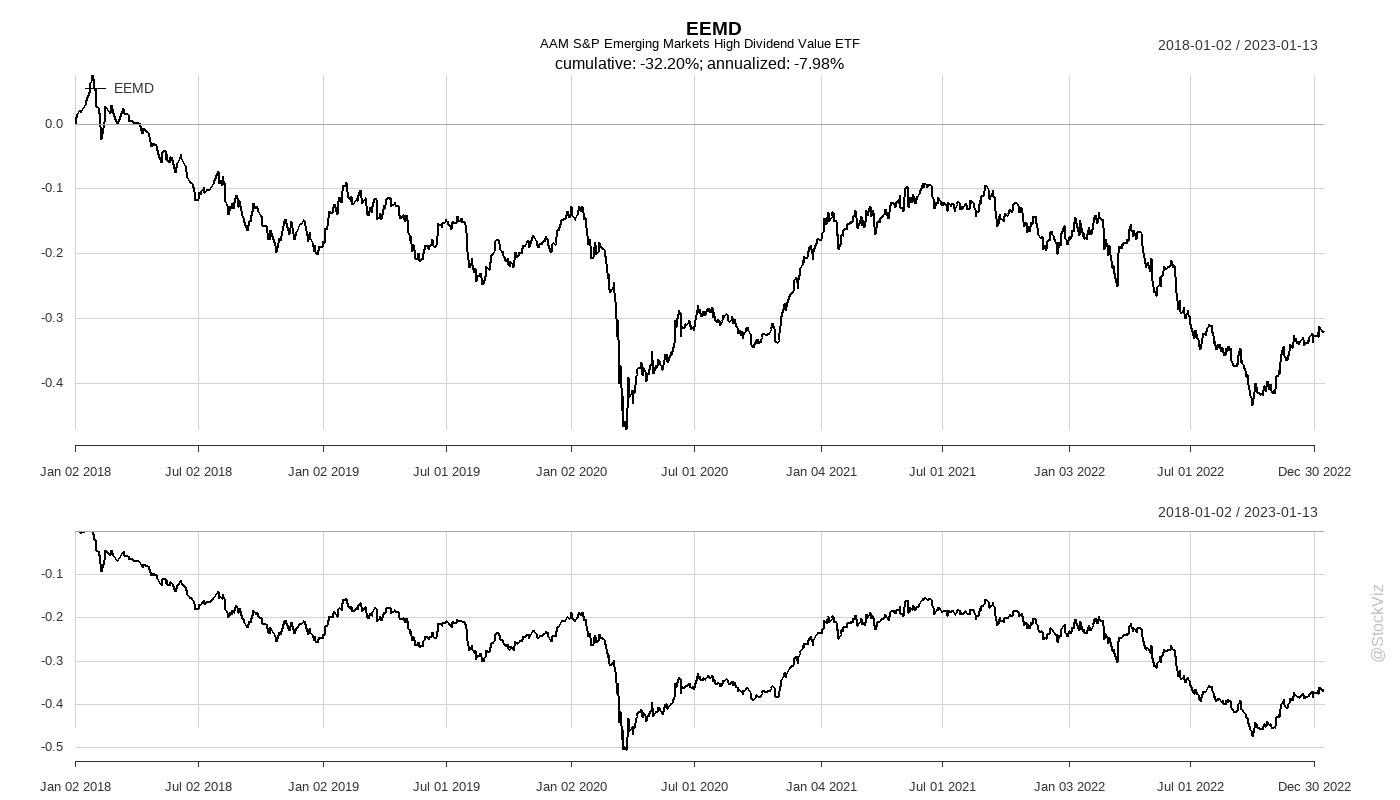 EEMD
AAM S&P Emerging Markets High Dividend Value ETF
cumulative: -32.20%; annualized: -7.98%
2018-01-02 / 2023-01-13
EEMD
0.0
-0.1
-0.2
-0.3
-0.4
Jan 02 2018 Jul 02 2018 Jan 02 2019 Jul 01 2019 Jan 02 2020 Jul 01 2020 Jan 04 2021 Jul 01 2021 Jan 03 2022 Jul 01 2022 Dec 30 2022
2018-01-02 / 2023-01-13
-0.1
-0.2
-0.3
-0.4
-0.5
Jan 02 2018 Jul 02 2018 Jan 02 2019 Jul 01 2019 Jan 02 2020 Jul 01 2020 Jan 04 2021 Jul 01 2021 Jan 03 2022 Jul 01 2022 Dec 30 2022
@StockViz